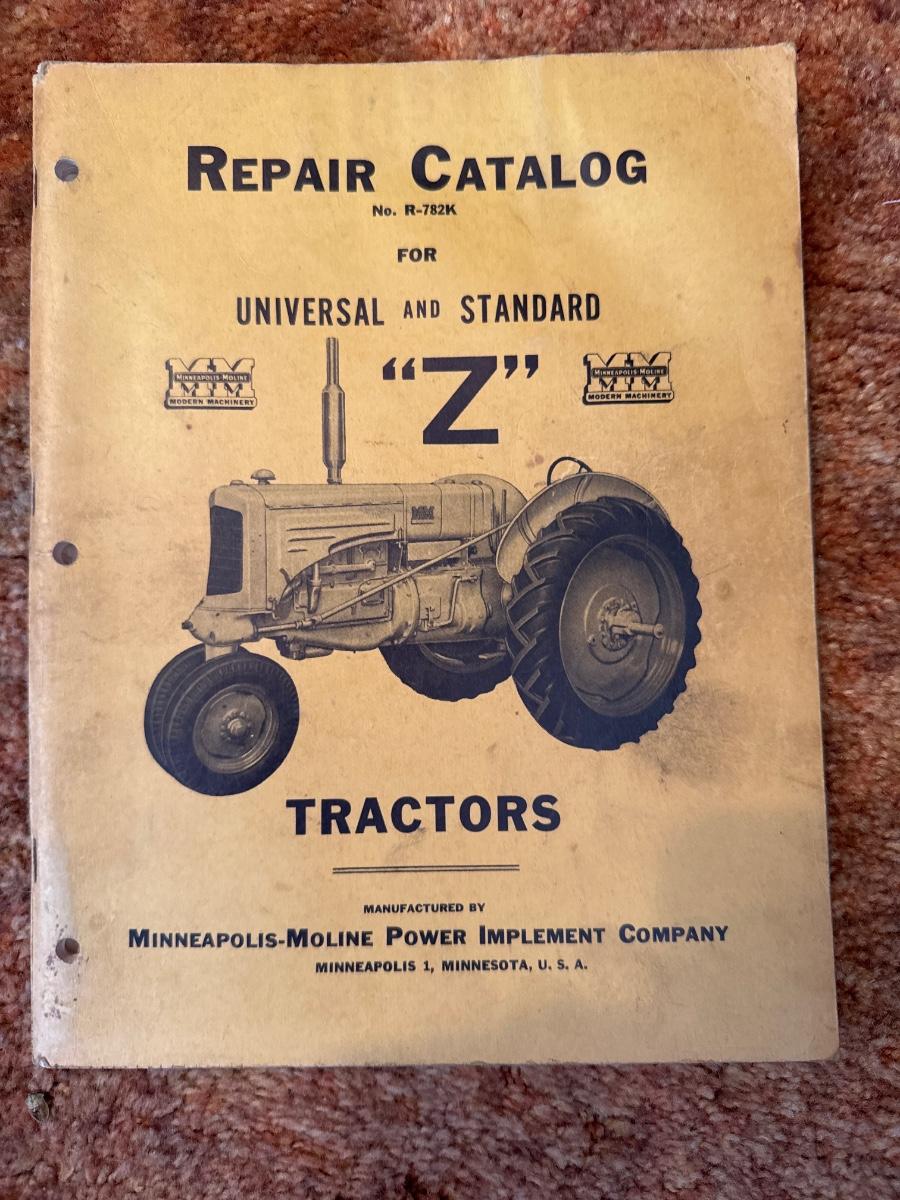 REPAIR CATALOG
No. R-782K
FOR
UNIVERSAL AND STANDARD
MM
MINNEAPOLIS-MOLINE
MODERN MACHINERY
"Z"
MM
MINNEAPOLIS-MOLINE
MODERN MACHINERY
MM
TRACTORS
MANUFACTURED BY
MINNEAPOLIS-MOLINE POWER IMPLEMENT COMPANY
MINNEAPOLIS 1, MINNESOTA, U. S. A.